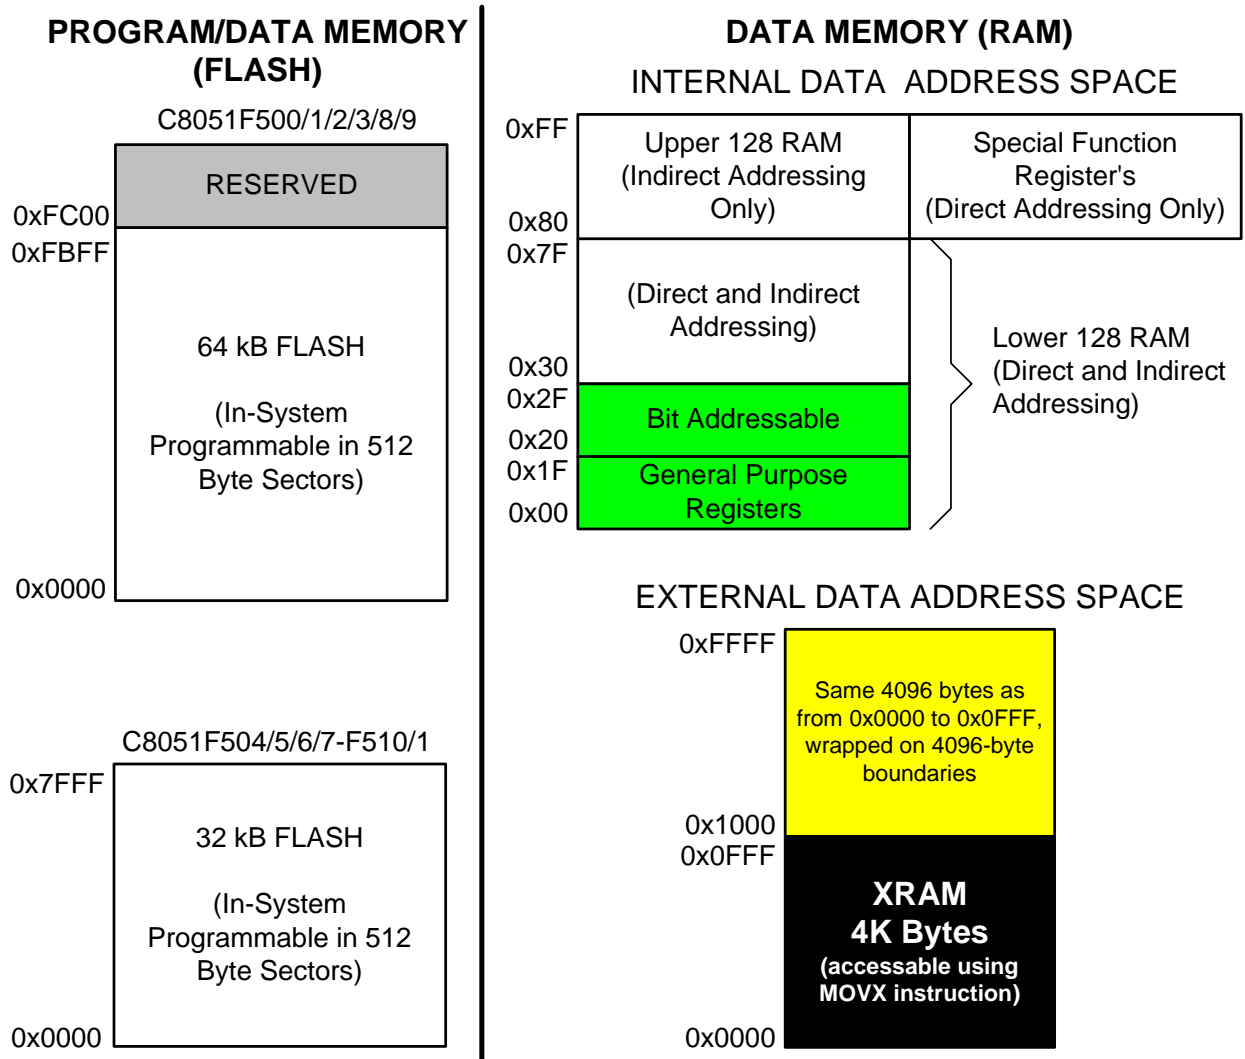 PROGRAM/DATA MEMORY
(FLASH)
C8051F500/1/2/3/8/9
RESERVED
0xFC00
0xFBFF
64 kB FLASH
(In-System
Programmable in 512
Byte Sectors)
0x0000
C8051F504/5/6/7-F510/1
0x7FFF
32 kB FLASH
(In-System
Programmable in 512
Byte Sectors)
0x0000
DATA MEMORY (RAM)
INTERNAL DATA ADDRESS SPACE
0xFF
Upper 128 RAM
(Indirect Addressing
Only)
Special Function
Register's
(Direct Addressing Only)
0x80
0x7F
(Direct and Indirect
Addressing)
Lower 128 RAM
(Direct and Indirect
Addressing)
0x30
0x2F
Bit Addressable
0x20
0x1F
General Purpose
Registers
0x00
EXTERNAL DATA ADDRESS SPACE
0xFFFF
Same 4096 bytes as
from 0x0000 to 0x0FFF,
wrapped on 4096-byte
boundaries
0x1000
0x0FFF
XRAM
4K Bytes
(accessable using
MOVX instruction)
0x0000